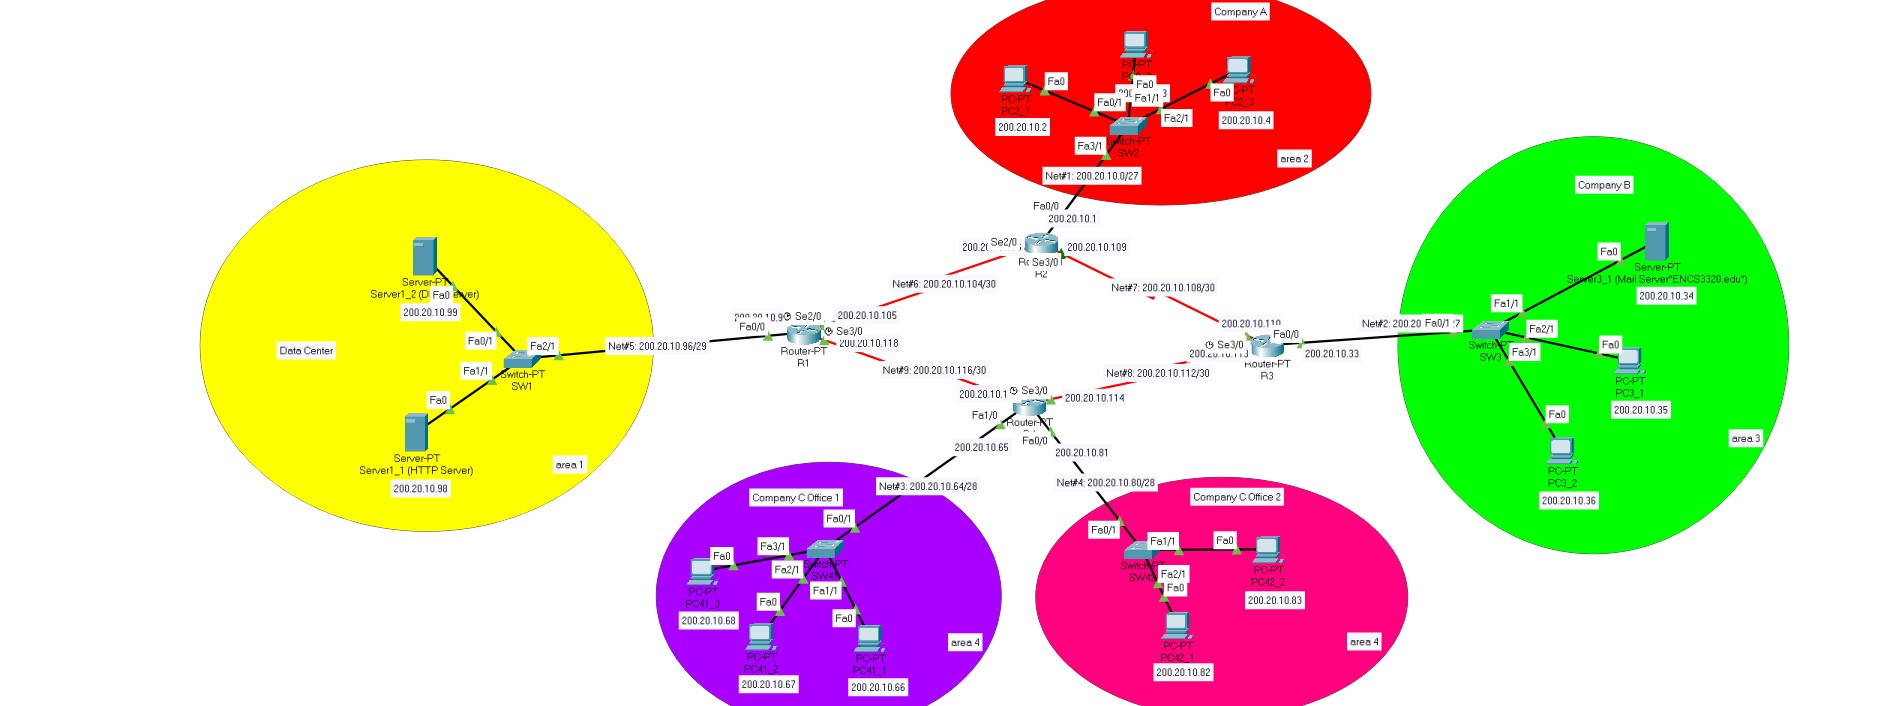 Company A
PC-PT
PC2_1
200.20.10.2
Fa0
Fa0/1
PC-PT
Fa0
Fa1/1
PC-PT
PC2_3
200.20.10.4
Fa0
Fa2/1
Switch-PT
SW2
Fa3/1
area 2
Net#1: 200.20.10.0/27
Fa0/0
200.20.10.1
Se2/0
200.20.10.109
Se3/0
R2
Net#6: 200.20.10.104/30
Net#7: 200.20.10.108/30
Data Center
Server-PT
Fa0
200.20.10.99
Fa0/1
Fa2/1
Switch-PT
SW1
Fa1/1
Fa0
Server-PT
Server1_1 (HTTP Server)
200.20.10.98
area 1
Net#5: 200.20.10.96/29
Fa0/0
Se2/0
200.20.10.105
Se3/0
200.20.10.118
Router-PT
R1
Net#9: 200.20.10.116/30
200.20.10.110
Fa0/0
Se3/0
200.20.10.33
Router-PT
R3
Net#8: 200.20.10.112/30
Se3/0
200.20.10.114
Router-PT
Fa1/0
Fa0/0
200.20.10.65
200.20.10.81
Company B
Server-PT
Server3_1 (Mail Server"ENCS3320.edu")
200.20.10.34
Fa0
Fa1/1
Net#2: 200.20
Fa0/1
Fa2/1
Switch-PT
SW3
Fa3/1
Fa0
PC-PT
PC3_1
200.20.10.35
Fa0
PC-PT
PC3_2
200.20.10.36
area 3
Net#3: 200.20.10.64/28
Company C Office 1
Fa0/1
Fa3/1
Fa0
Switch-PT
SW41
Fa2/1
Fa1/1
PC-PT
PC41_3
200.20.10.68
Fa0
PC-PT
PC41_2
200.20.10.67
Fa0
PC-PT
PC41_1
200.20.10.66
area 4
Net#4: 200.20.10.80/28
Company C Office 2
Fa0/1
Fa1/1
Fa0
Switch-PT
SW42
PC-PT
PC42_2
200.20.10.83
Fa2/1
Fa0
PC-PT
PC42_1
200.20.10.82
area 4